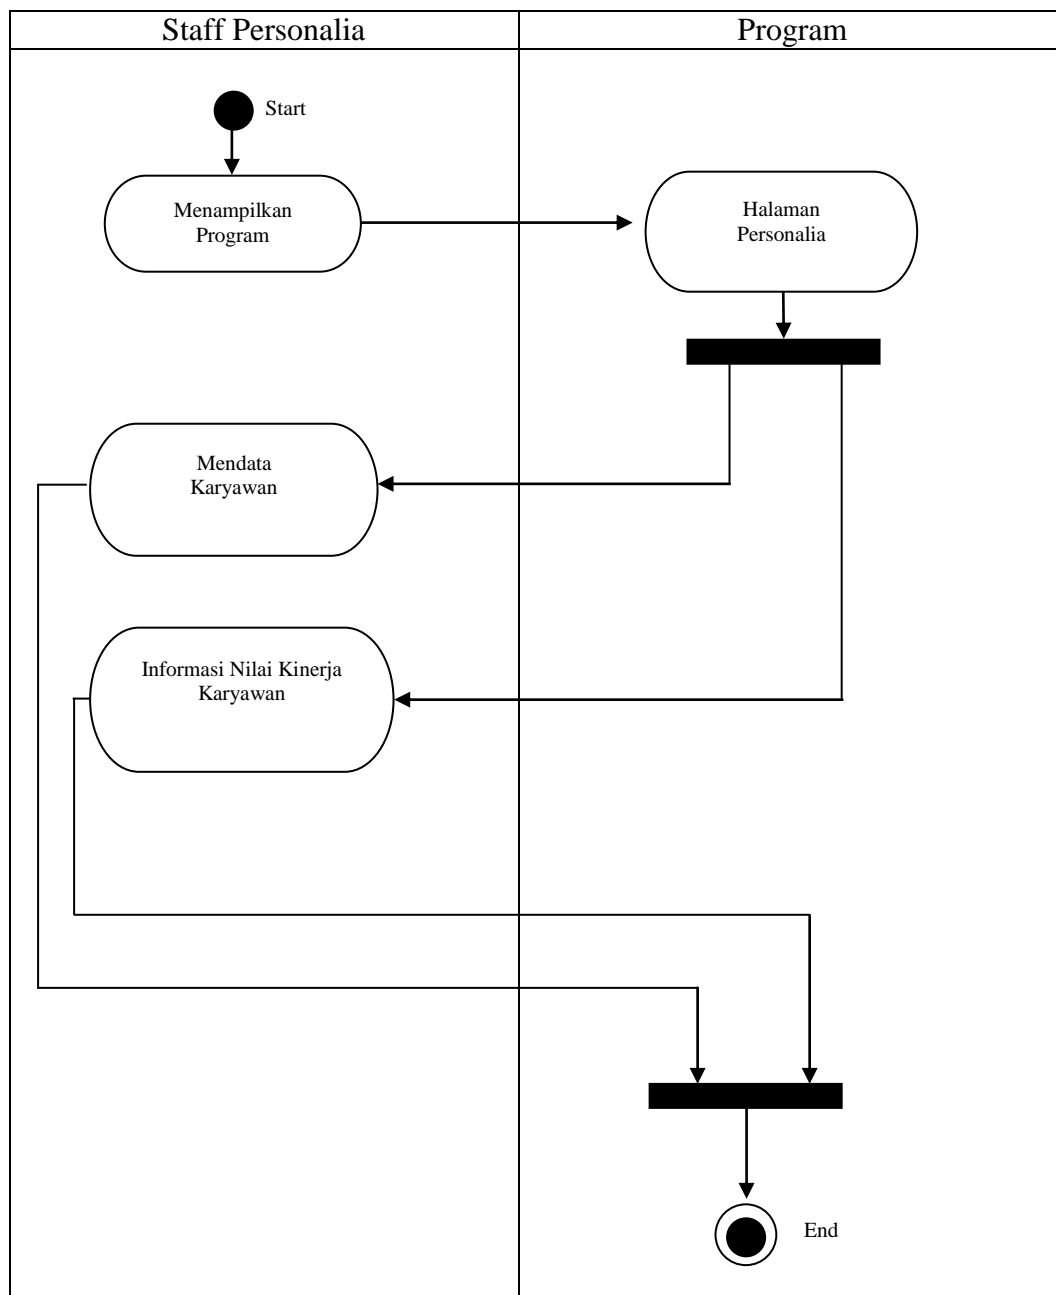 Staff Personalia
Program
Start
Menampilkan
Program
Halaman
Personalia
Mendata
Karyawan
Informasi Nilai Kinerja
Karyawan
End